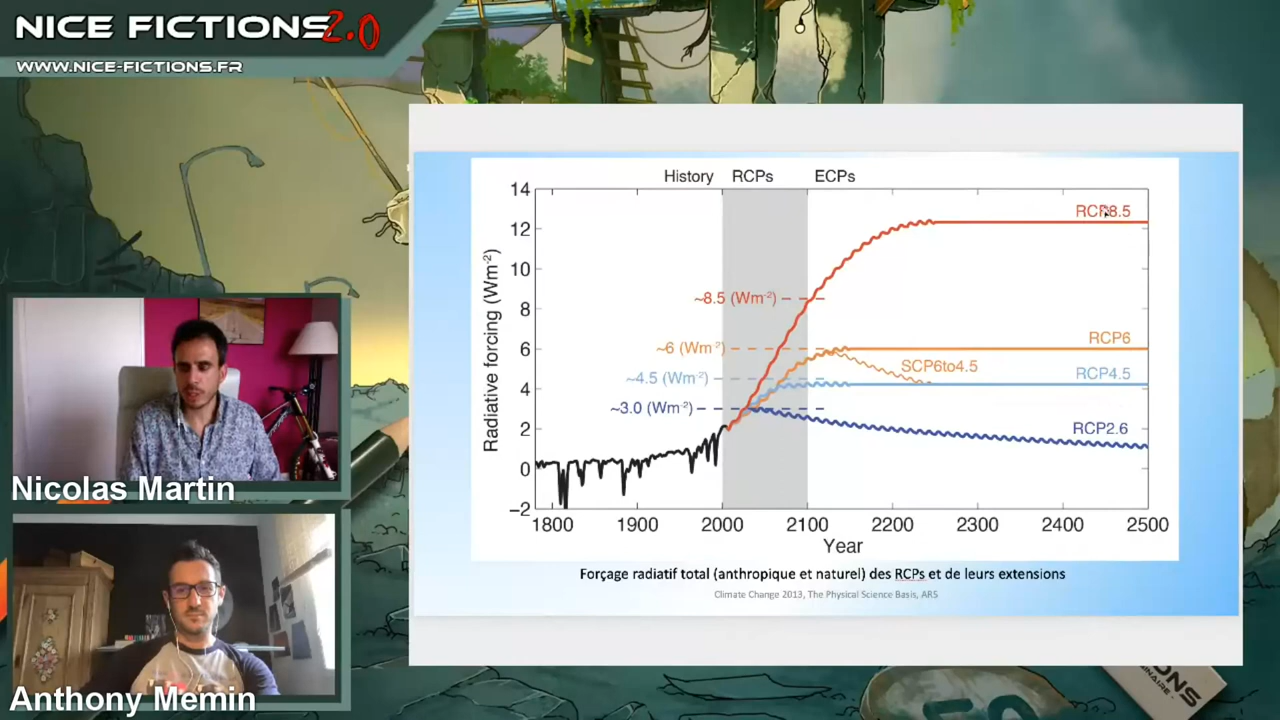 NICE FICTIONS 2.0
WWW.NICE-FICTIONS.FR
History RCPs ECPs
Radiative forcing (Wm-2)
14
12
10
8
6
4
2
0
−2
RCP8.5
~8.5 (Wm-2)
RCP6
~6 (Wm-2)
SCP6to4.5
RCP4.5
~4.5 (Wm-2)
~3.0 (Wm-2)
RCP2.6
1800 1900 2000 2100 2200 2300 2400 2500
Year
Forçage radiatif total (anthropique et naturel) des RCPs et de leurs extensions
Climate Change 2013, The Physical Science Basis, AR5
Nicolas Martin
Anthony Memin